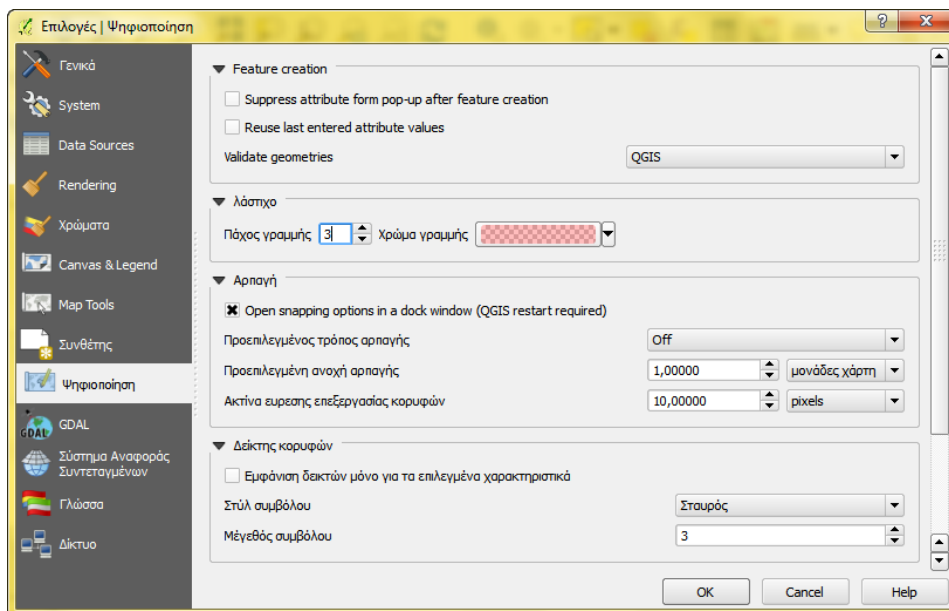 Επιλογές | Ψηφιοποίηση
Γενικά
System
Data Sources
Rendering
Χρώματα
Canvas & Legend
Map Tools
Συνθέτης
Ψηφιοποίηση
GDAL
GDAL
Σύστημα Αναφοράς
Συντεταγμένων
Γλώσσα
Δίκτυο
Feature creation
Suppress attribute form pop-up after feature creation
Reuse last entered attribute values
Validate geometries QGIS
λάστιχο
Πάχος γραμμής 3 Χρώμα γραμμής
Αρπαγή
Open snapping options in a dock window (QGIS restart required)
Προεπιλεγμένος τρόπος αρπαγής Off
Προεπιλεγμένη ανοχή αρπαγής 1,00000 μονάδες χάρτη
Ακτίνα ευρεσης επεξεργασίας κορυφών 10,00000 pixels
Δείκτης κορυφών
Εμφάνιση δεικτών μόνο για τα επιλεγμένα χαρακτηριστικά
Στύλ συμβόλου Σταυρός
Μέγεθός συμβόλου 3
OK Cancel Help